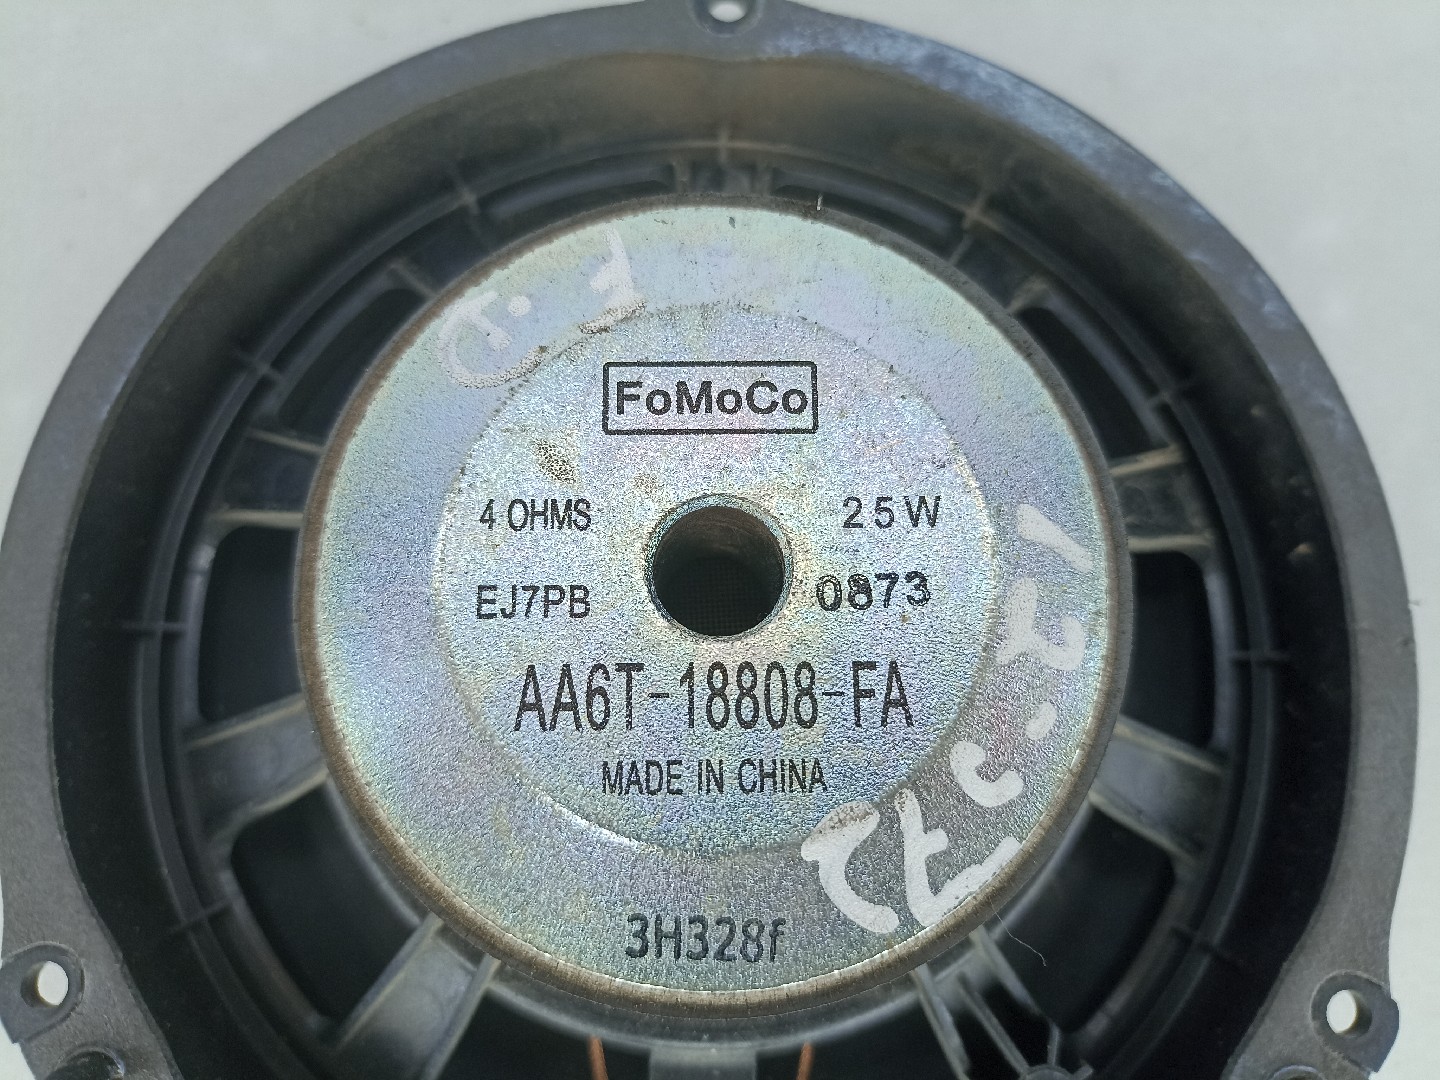 FoMoCo
4 OHMS 25W
EJ7PB 0873
AA6T-18808-FA
MADE IN CHINA
3H328f